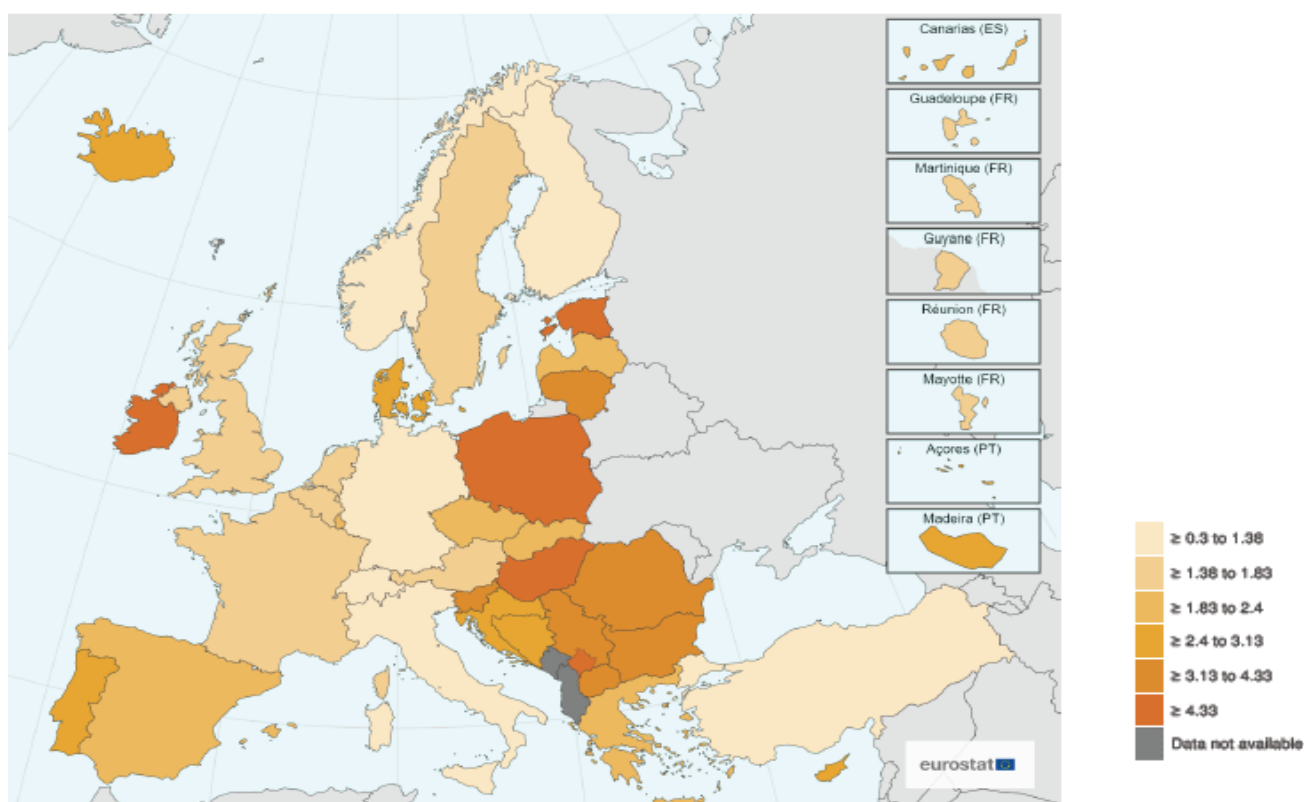 Canarias (ES)
Guadeloupe (FR)
Martinique (FR)
Guyane (FR)
Réunion (FR)
Mayotte (FR)
Açores (PT)
Madeira (PT)
≥ 0.3 to 1.38
≥ 1.38 to 1.83
≥ 1.83 to 2.4
≥ 2.4 to 3.13
≥ 3.13 to 4.33
≥ 4.33
Data not available
eurostat